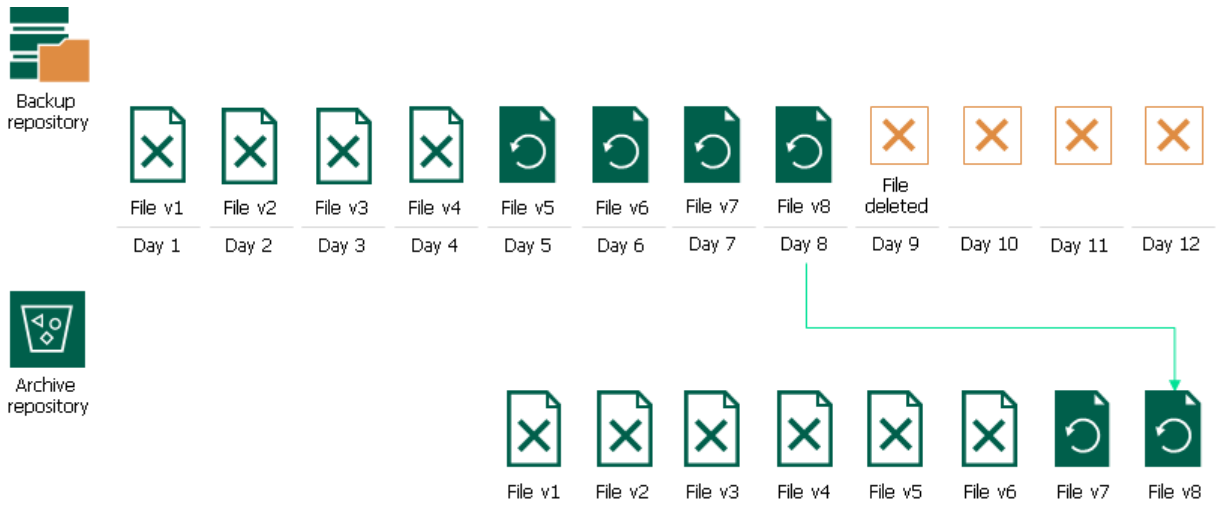 Backup
repository
File v1 File v2 File v3 File v4 File v5 File v6 File v7 File v8 File
deleted
Day 1 Day 2 Day 3 Day 4 Day 5 Day 6 Day 7 Day 8 Day 9 Day 10 Day 11 Day 12
Archive
repository
File v1 File v2 File v3 File v4 File v5 File v6 File v7 File v8